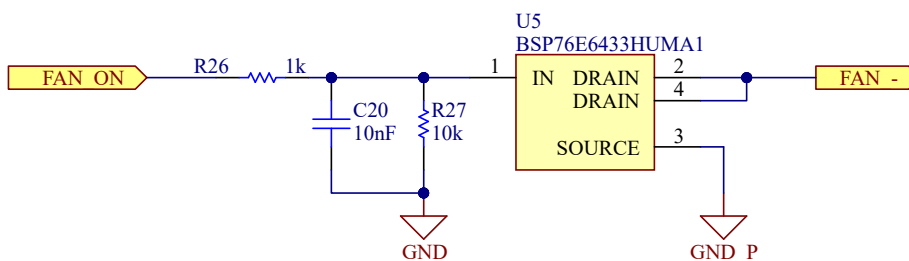 U5
BSP76E6433HUMA1
FAN ON
R26
1k
1
IN
DRAIN
2
FAN -
DRAIN
4
C20
10nF
R27
10k
SOURCE
3
GND
GND P